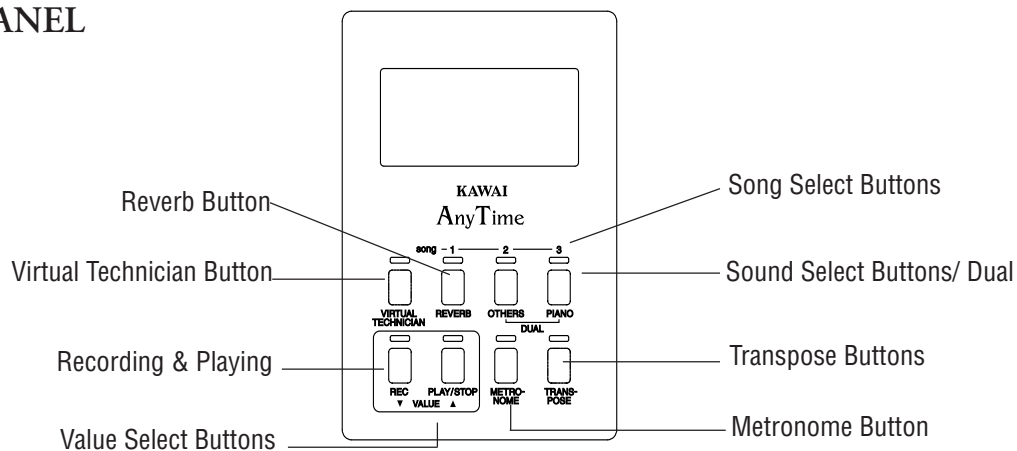 ANEL
KAWAI
AnyTime
Reverb Button
Song Select Buttons
song 1 2 3
Virtual Technician Button
Sound Select Buttons/ Dual
VIRTUAL TECHNICIAN
REVERB
OTHERS
PIANO
DUAL
Recording & Playing
Transpose Buttons
REC
PLAY/STOP
METRO-
NOME
TRANS-
POSE
▼ VALUE ▲
Value Select Buttons
Metronome Button